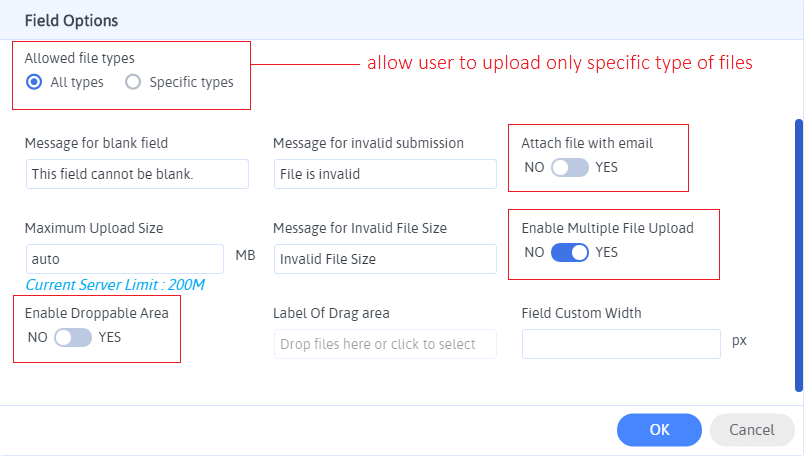 Field Options
Allowed file types
All types Specific types
allow user to upload only specific type of files
Message for blank field Message for invalid submission Attach file with email
This field cannot be blank. File is invalid NO YES
Maximum Upload Size Message for Invalid File Size Enable Multiple File Upload
auto MB Invalid File Size NO YES
Current Server Limit : 200M
Enable Droppable Area Label Of Drag area Field Custom Width
NO YES Drop files here or click to select px
OK Cancel